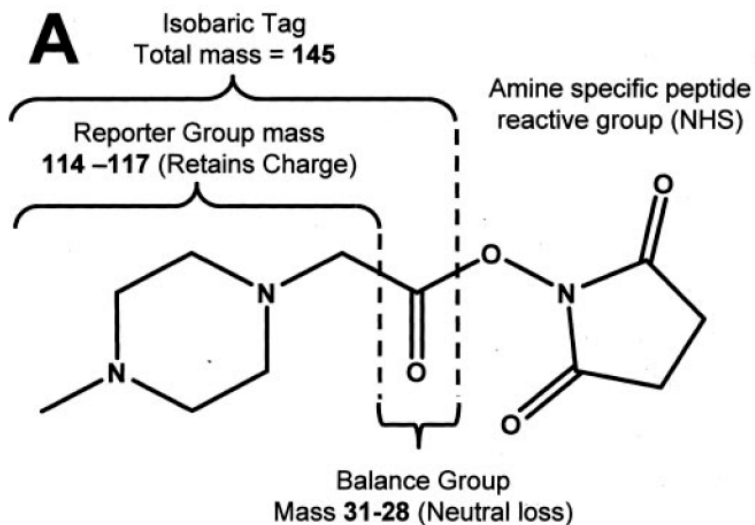 A
Isobaric Tag
Total mass = 145
Amine specific peptide
reactive group (NHS)
Reporter Group mass
114 –117 (Retains Charge)
O
O
N
N
N
O
O
Balance Group
Mass 31-28 (Neutral loss)